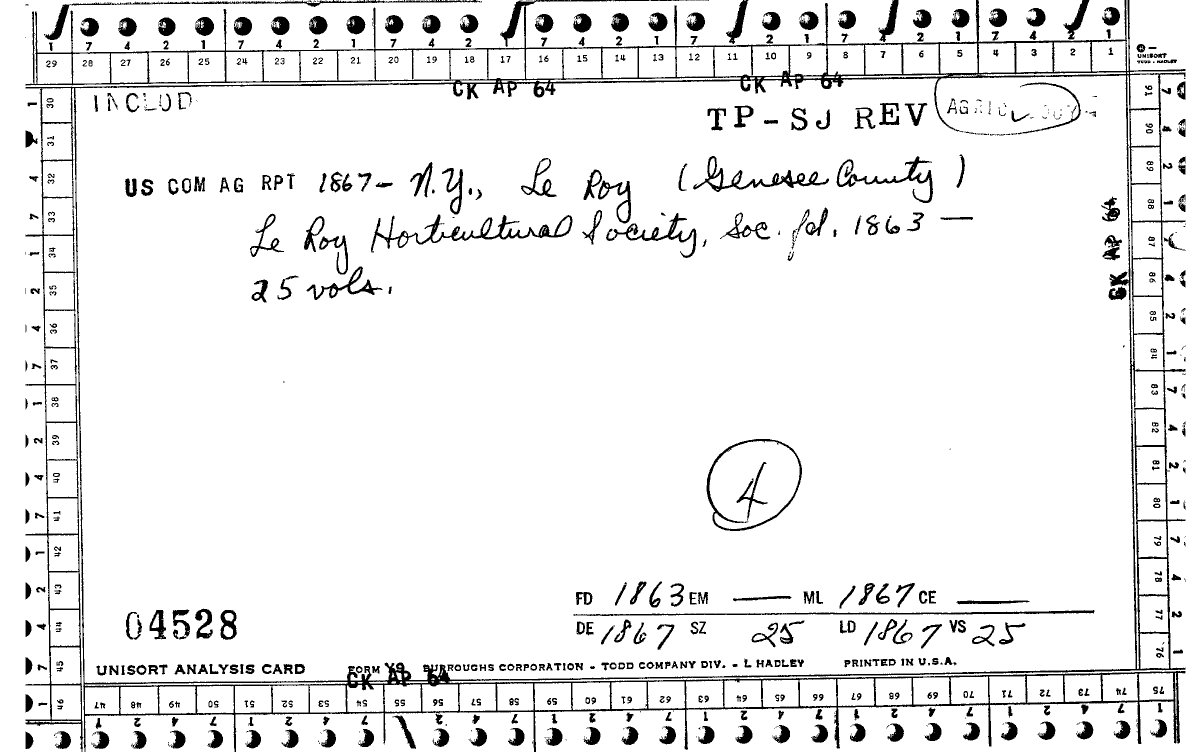 7 4 2 1 7 4 2 1 7 4 2 1 7 4 2 1 7 4 2 1 7 4 2 1 7 4 2 1
29 28 27 26 25 24 23 22 21 20 19 18 17 16 15 14 13 12 11 10 9 8 7 6 5 4 3 2 1
UNISORT
TODD - HADLEY
CK AP 64 CK AP 64
INCLUD
TP-SJ REV
US COM AG RPT 1867- N.Y., Le Roy (Genesee County)
Le Roy Horticultural Society, Soc. fd. 1863 —
25 vols.
CK AP 64
4
FD 1863 EM — ML 1867 CE —
04528
DE 1867 SZ 25 LD 1867 VS 25
UNISORT ANALYSIS CARD FORM Y9 BURROUGHS CORPORATION - TODD COMPANY DIV. - L HADLEY PRINTED IN U.S.A.
CK AP 64
30 31 32 33 34 35 36 37 38 39 40 41 42 43 44 45 46
47 48 49 50 51 52 53 54 55 56 57 58 59 60 61 62 63 64 65 66 67 68 69 70 71 72 73 74 75
91 90 89 88 87 86 85 84 83 82 81 80 79 78 77 76